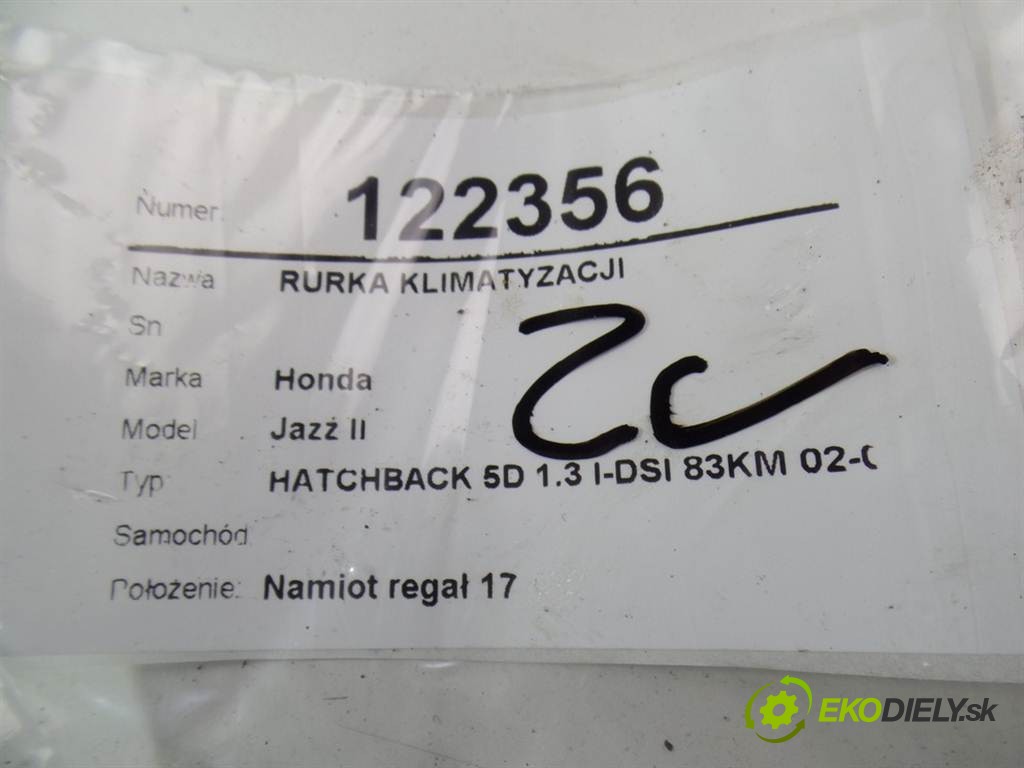 Numer 122356
Nazwa RURKA KLIMATYZACJI
Sn
Marka Honda
Model Jazz II
Typ HATCHBACK 5D 1.3 I-DSI 83KM 02-0
Samochód
Położenie: Namiot regał 17
EKODIELY.sk